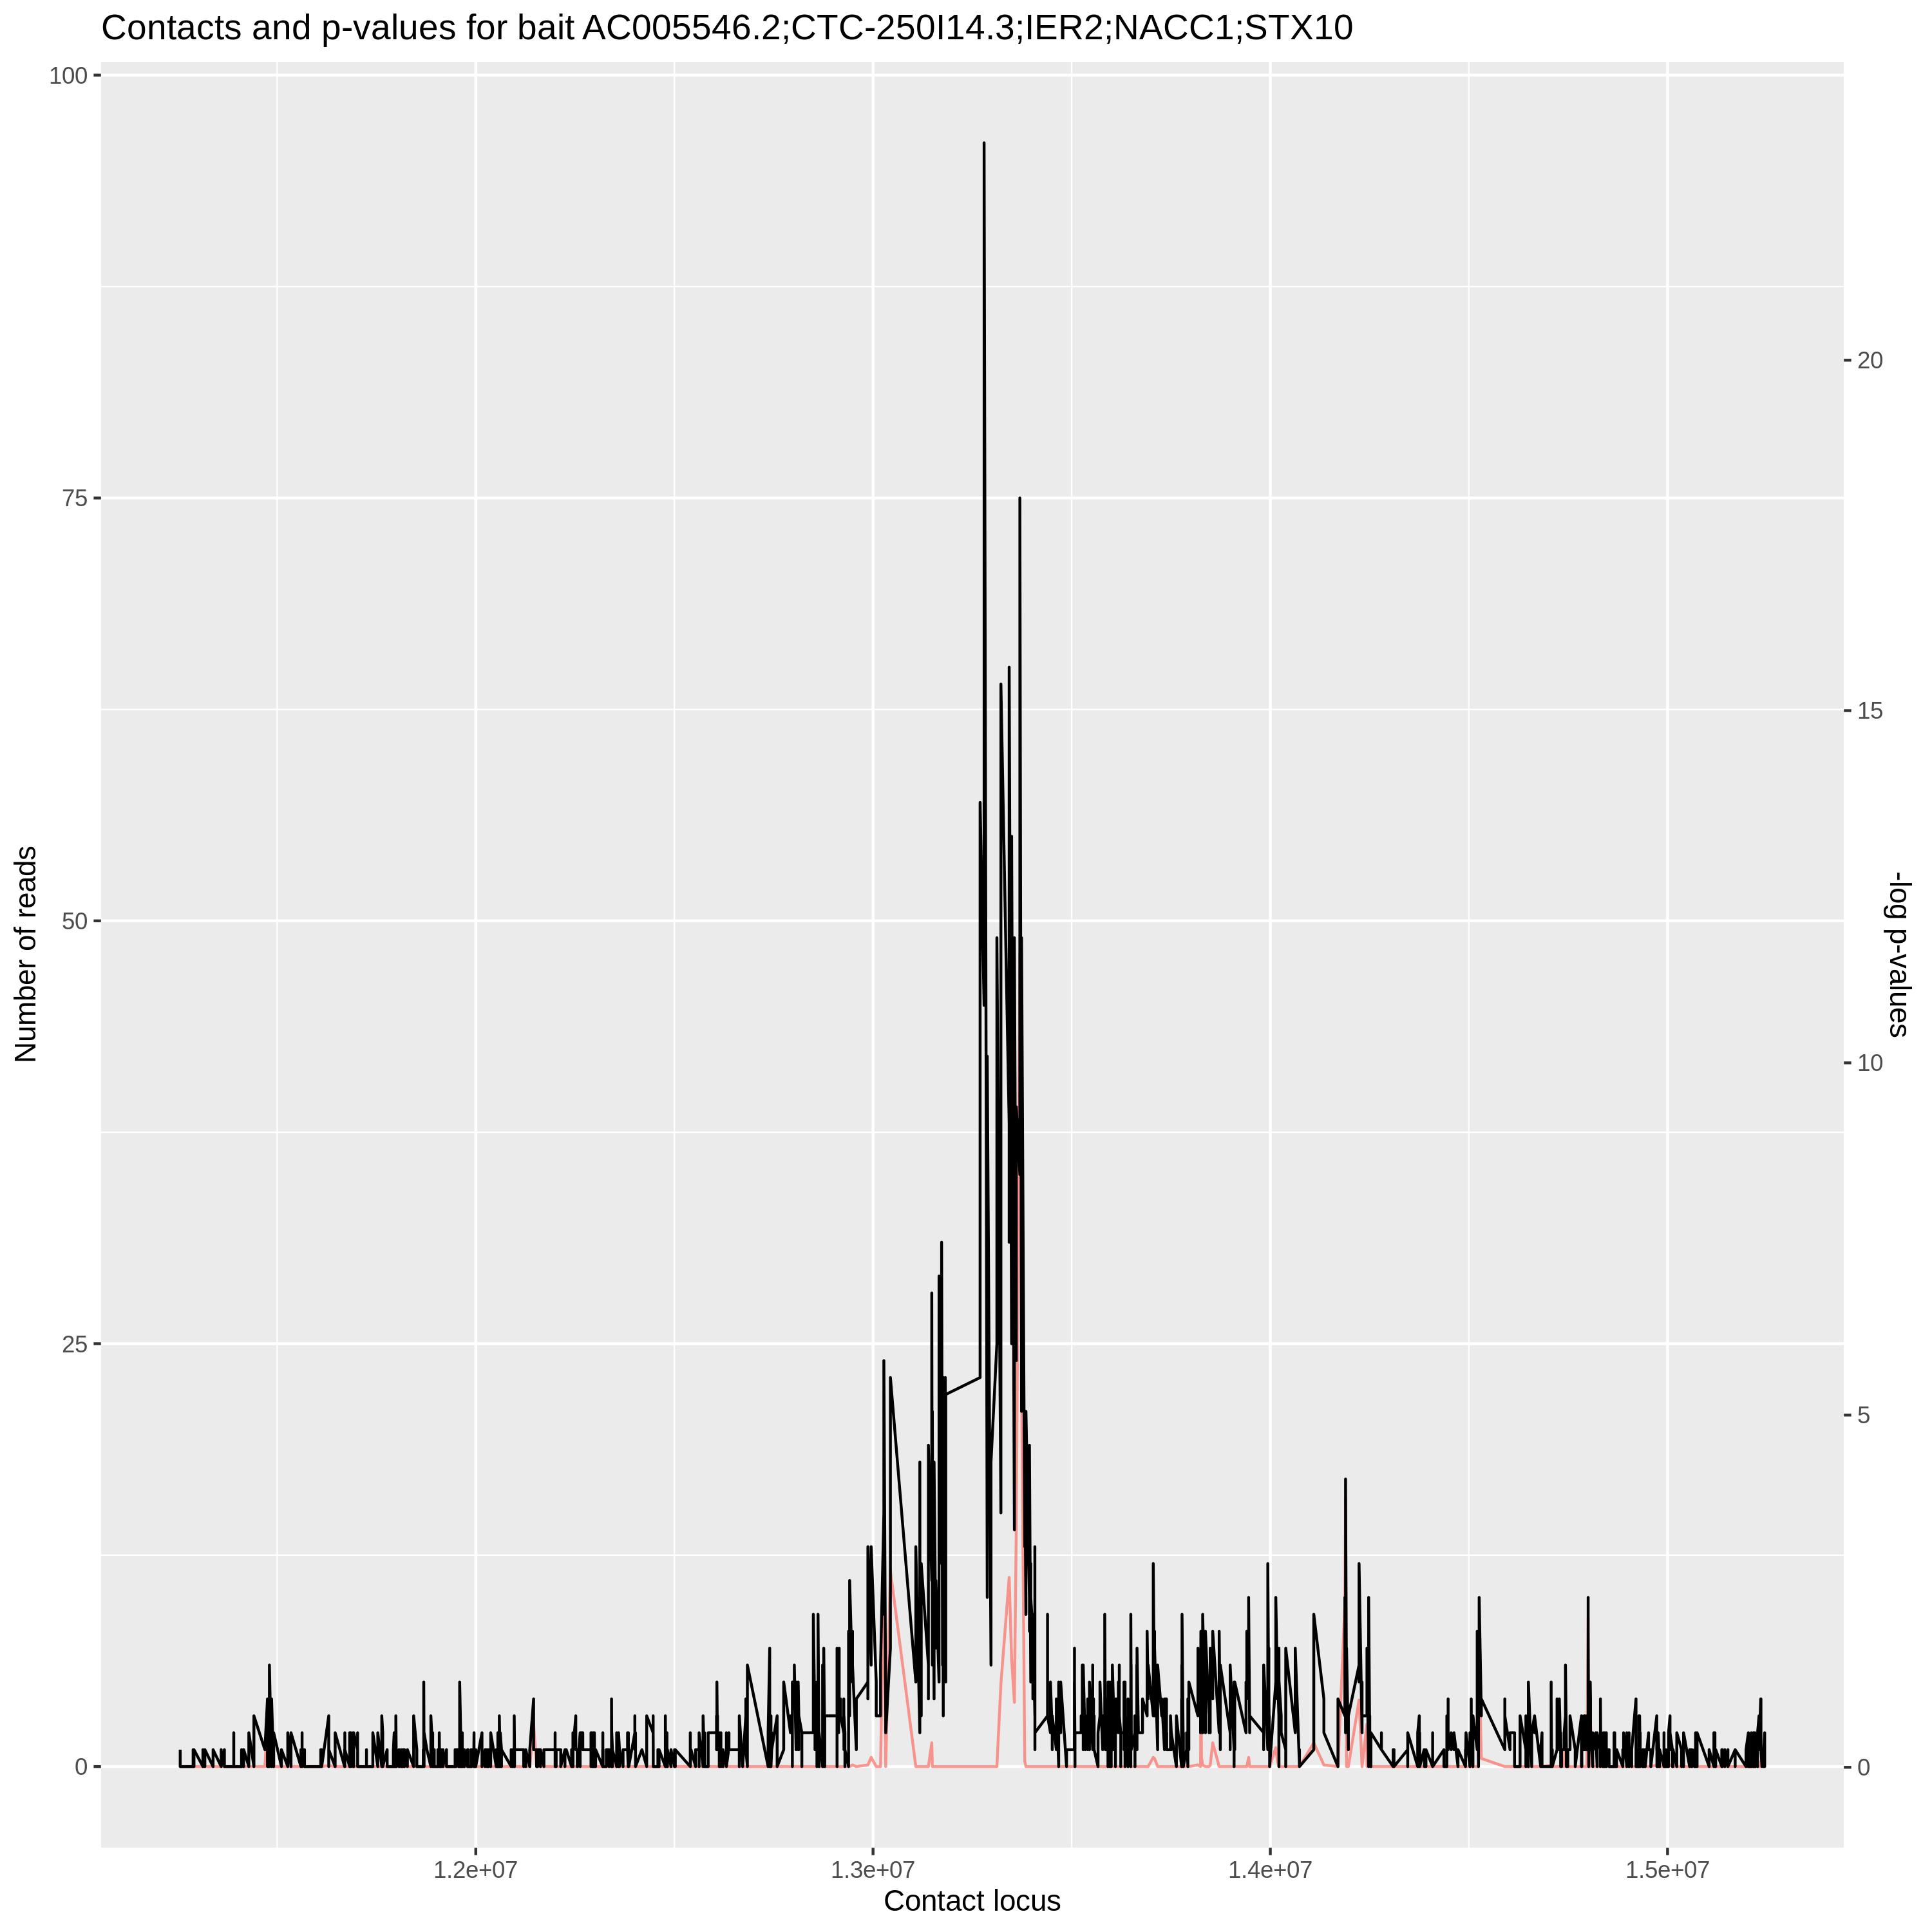 Contacts and p-values for bait AC005546.2;CTC-250I14.3;IER2;NACC1;STX10
100
75
50
25
0
Number of reads
20
15
10
5
0
-log p-values
1.2e+07
1.3e+07
1.4e+07
1.5e+07
Contact locus